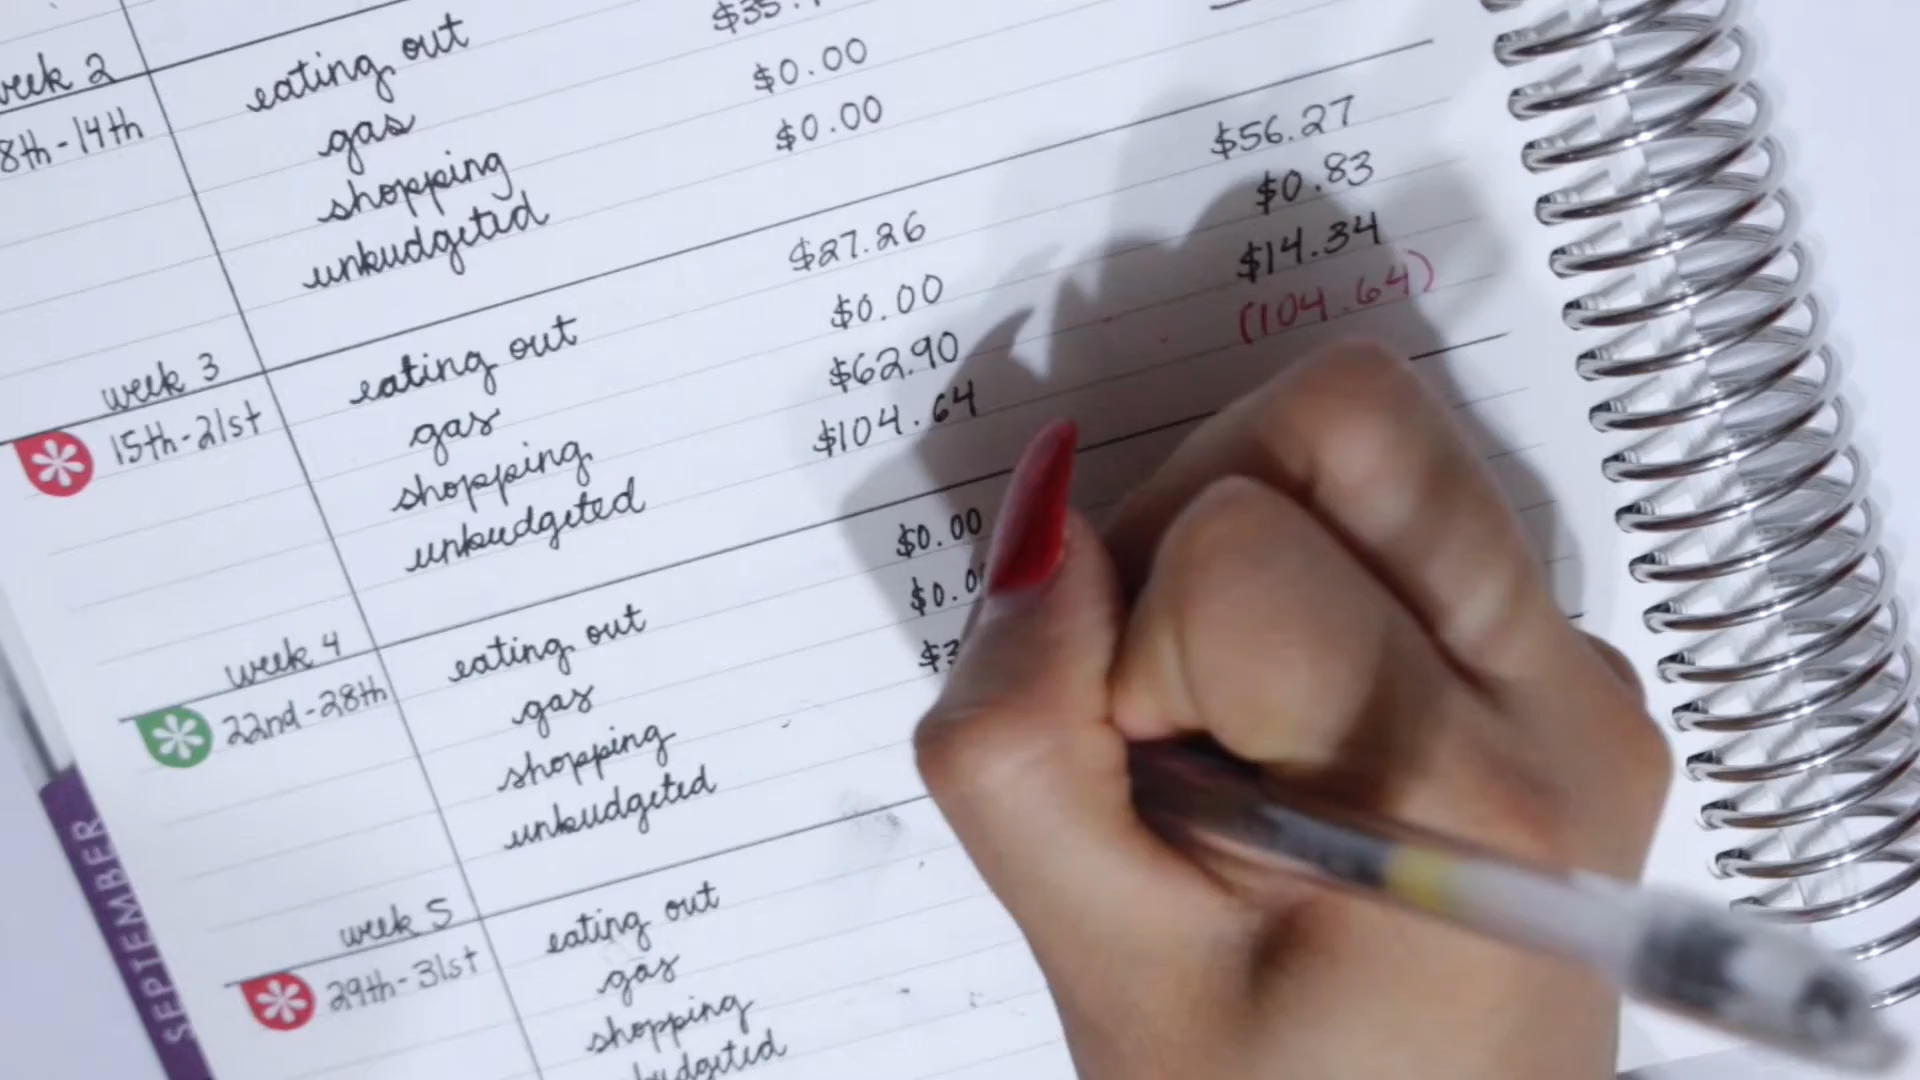 week 2
8th-14th eating out
gas
shopping $0.00
unbudgeted $0.00
week 3
15th-21st eating out $27.26 $56.27
gas $0.00 $0.83
shopping $62.90 $14.34
unbudgeted $104.64 (104.64)
week 4
22nd-28th eating out $0.00
gas
shopping
unbudgeted
week 5
29th-31st eating out
gas
shopping
SEPTEMBER